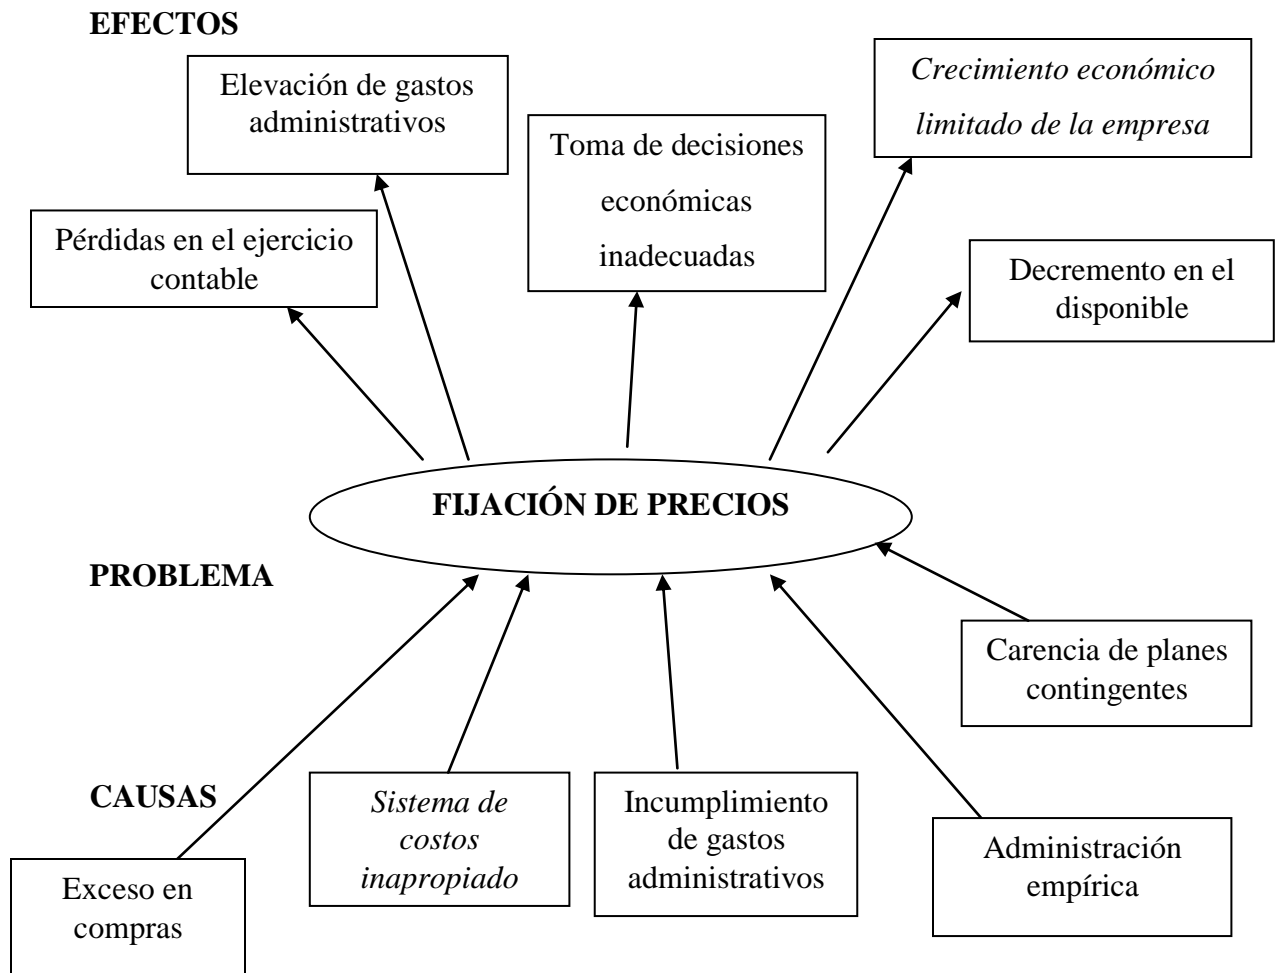 EFECTOS
Elevación de gastos
administrativos
Crecimiento económico
limitado de la empresa
Toma de decisiones
económicas
inadecuadas
Pérdidas en el ejercicio
contable
Decremento en el
disponible
FIJACIÓN DE PRECIOS
PROBLEMA
Carencia de planes
contingentes
CAUSAS
Sistema de
costos
inapropiado
Incumplimiento
de gastos
administrativos
Administración
empírica
Exceso en
compras